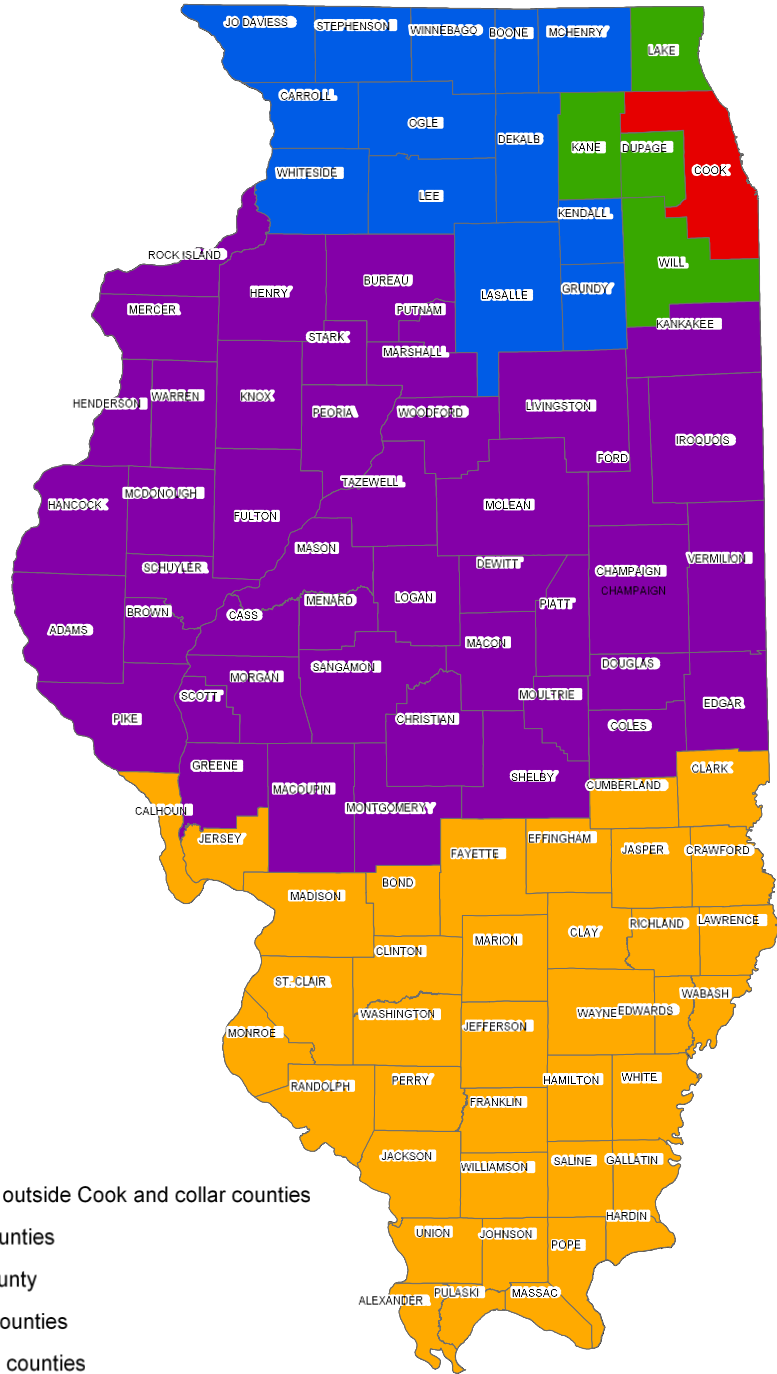 JO DAVIESS
STEPHENSON
WINNEBAGO
BOONE
MCHENRY
LAKE
CARROLL
OGLE
DEKALB
KANE
DUPAGE
COOK
WHITESIDE
LEE
KENDALL
ROCK ISLAND
WILL
HENRY
BUREAU
LASALLE
GRUNDY
MERCER
PUTNAM
KANKAKEE
STARK
MARSHALL
HENDERSON
WARREN
KNOX
PEORIA
WOODFORD
LIVINGSTON
IROQUOIS
FORD
TAZEWELL
HANCOCK
MCDONOUGH
FULTON
MCLEAN
MASON
SCHUYLER
DEWITT
CHAMPAIGN
VERMILION
CHAMPAIGN
ADAMS
BROWN
CASS
MENARD
LOGAN
PIATT
MACON
SANGAMON
DOUGLAS
MORGAN
SCOTT
MOULTRIE
EDGAR
PIKE
CHRISTIAN
COLES
GREENE
MACOUPIN
SHELBY
CLARK
CUMBERLAND
CALHOUN
MONTGOMERY
JERSEY
FAYETTE
EFFINGHAM
JASPER
CRAWFORD
MADISON
BOND
CLAY
RICHLAND
LAWRENCE
CLINTON
MARION
ST. CLAIR
WABASH
WASHINGTON
WAYNE
EDWARDS
MONROE
JEFFERSON
RANDOLPH
PERRY
HAMILTON
WHITE
FRANKLIN
JACKSON
WILLIAMSON
SALINE
GALLATIN
outside Cook and collar counties
HARDIN
UNION
JOHNSON
POPE
unties
unty
ALEXANDER
PULASKI
MASSAC
ounties
counties